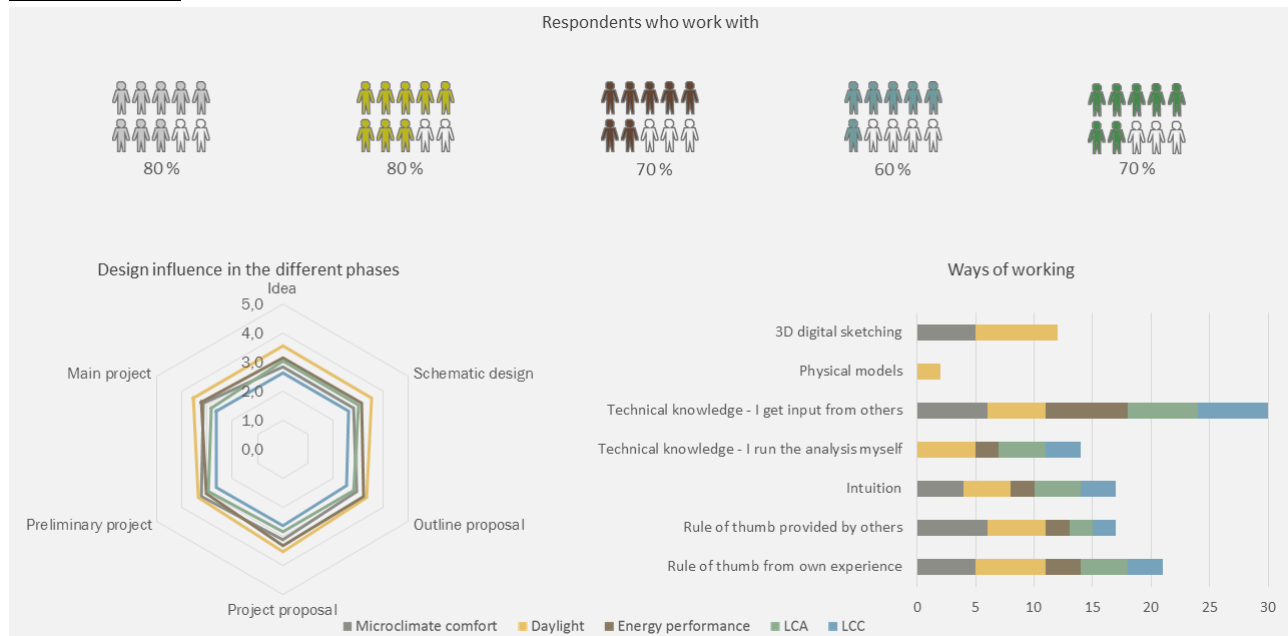 Respondents who work with
80 %
80 %
70 %
60 %
70 %
Design influence in the different phases
Idea
5,0
4,0
3,0
2,0
1,0
0,0
Main project
Schematic design
Preliminary project
Outline proposal
Project proposal
Ways of working
3D digital sketching
Physical models
Technical knowledge - I get input from others
Technical knowledge - I run the analysis myself
Intuition
Rule of thumb provided by others
Rule of thumb from own experience
0 5 10 15 20 25 30
Microclimate comfort Daylight Energy performance LCA LCC